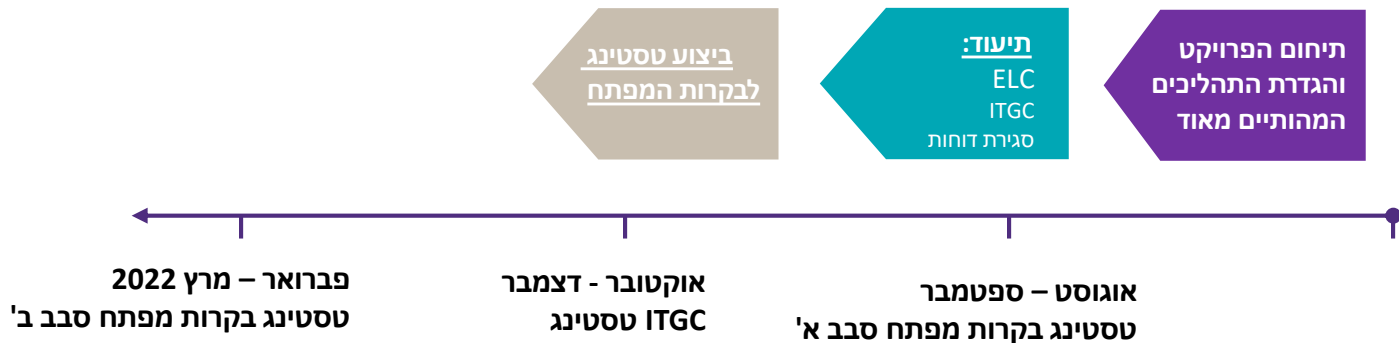 תיחום הפרויקט
והגדרת התהליכים
המהותיים מאוד
תיעוד:
ELC
ITGC
סגירת דוחות
ביצוע טסטינג
לבקרות המפתח
אוגוסט – ספטמבר
טסטינג בקרות מפתח סבב א'
אוקטובר - דצמבר
ITGC טסטינג
פברואר – מרץ 2022
טסטינג בקרות מפתח סבב ב'